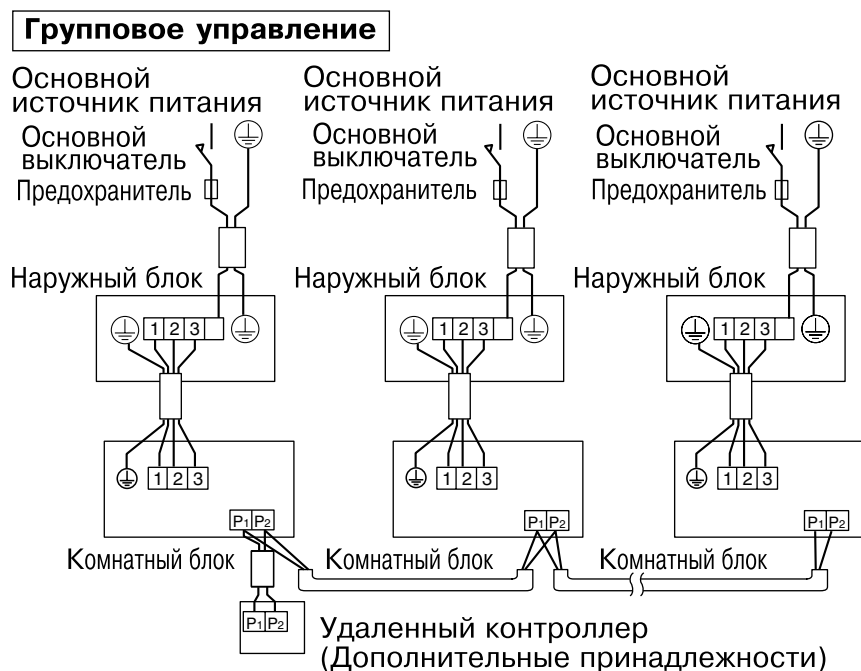 Групповое управление
Основной
источник питания
Основной
источник питания
Основной
источник питания
Основной
выключатель
Основной
выключатель
Основной
выключатель
Предохранитель
Предохранитель
Предохранитель
Наружный блок
Наружный блок
Наружный блок
1 2 3
1 2 3
1 2 3
1 2 3
1 2 3
1 2 3
P1 P2
P1 P2
P1 P2
Комнатный блок
Комнатный блок
Комнатный блок
P1 P2
Удаленный контроллер
(Дополнительные принадлежности)